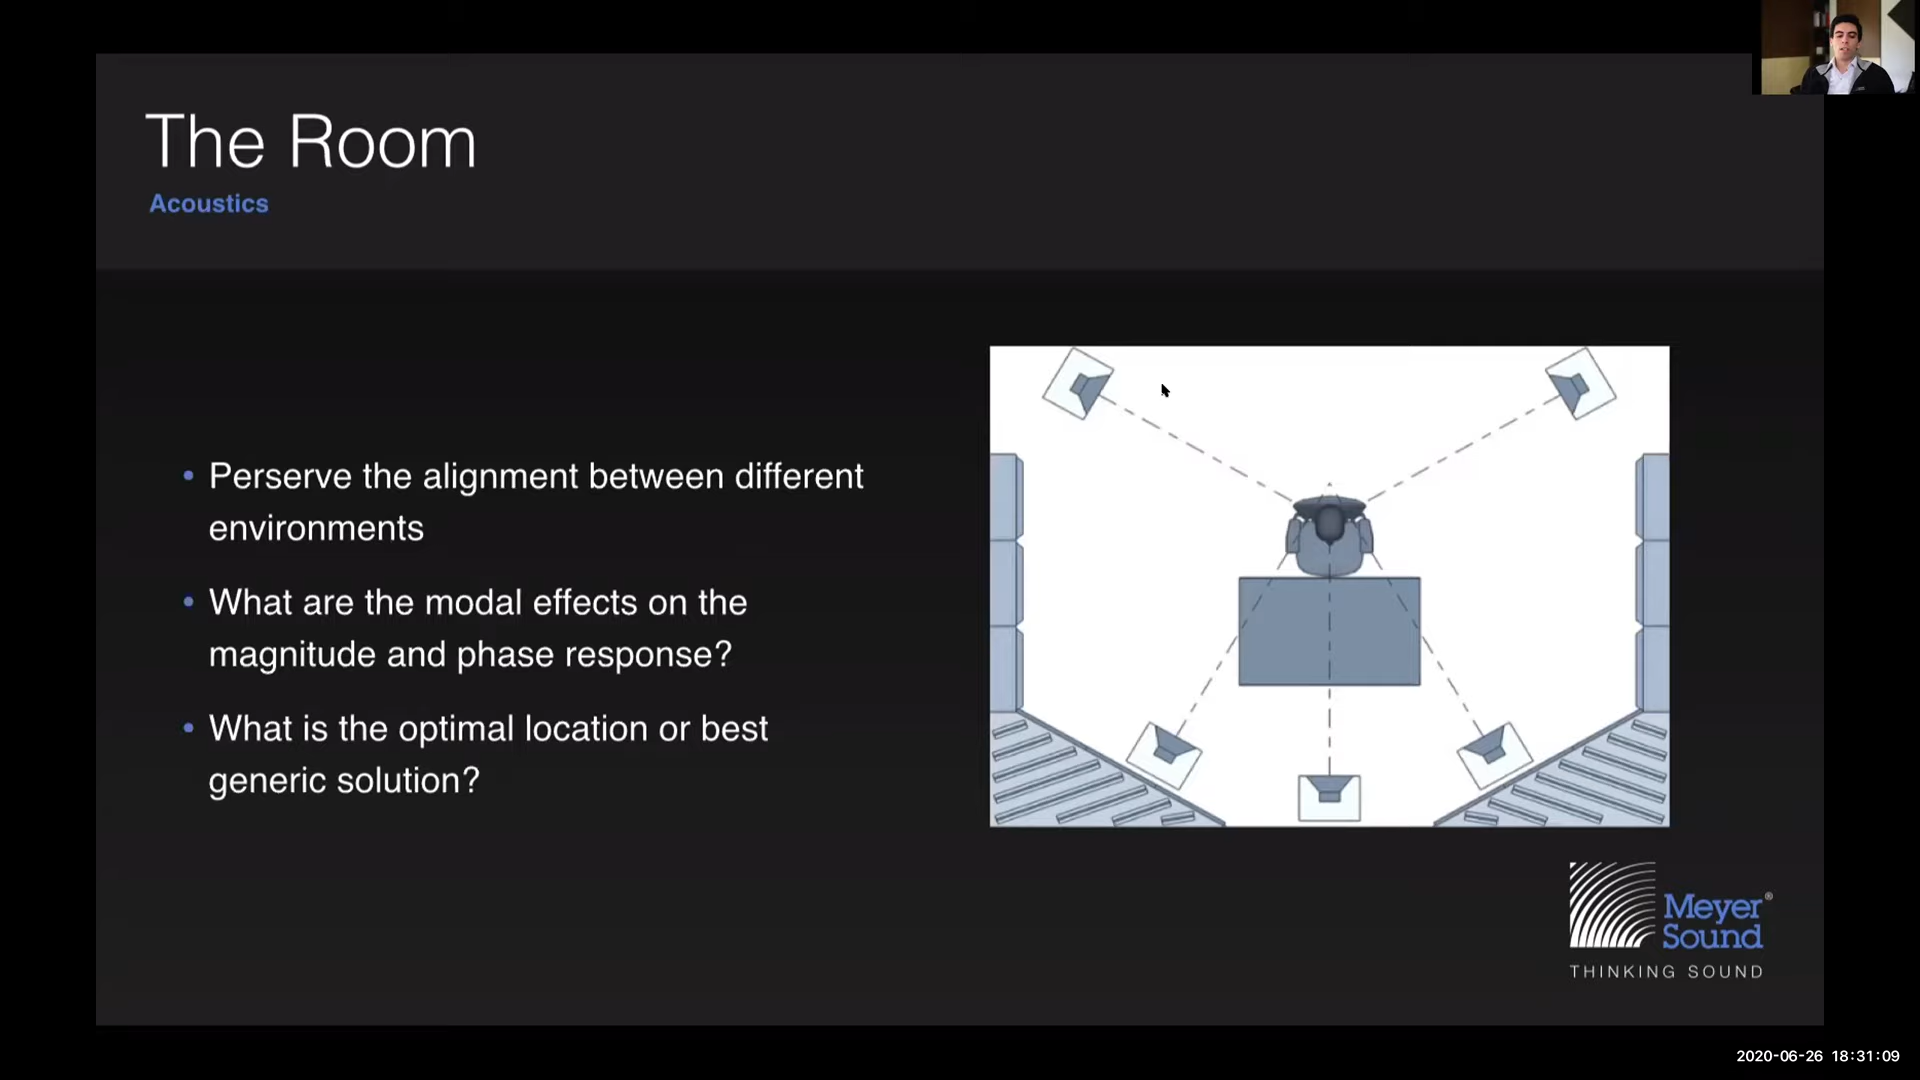 The Room
Acoustics
• Perserve the alignment between different
environments
• What are the modal effects on the
magnitude and phase response?
• What is the optimal location or best
generic solution?
Meyer®
Sound
THINKING SOUND
2020-06-26 18:31:09